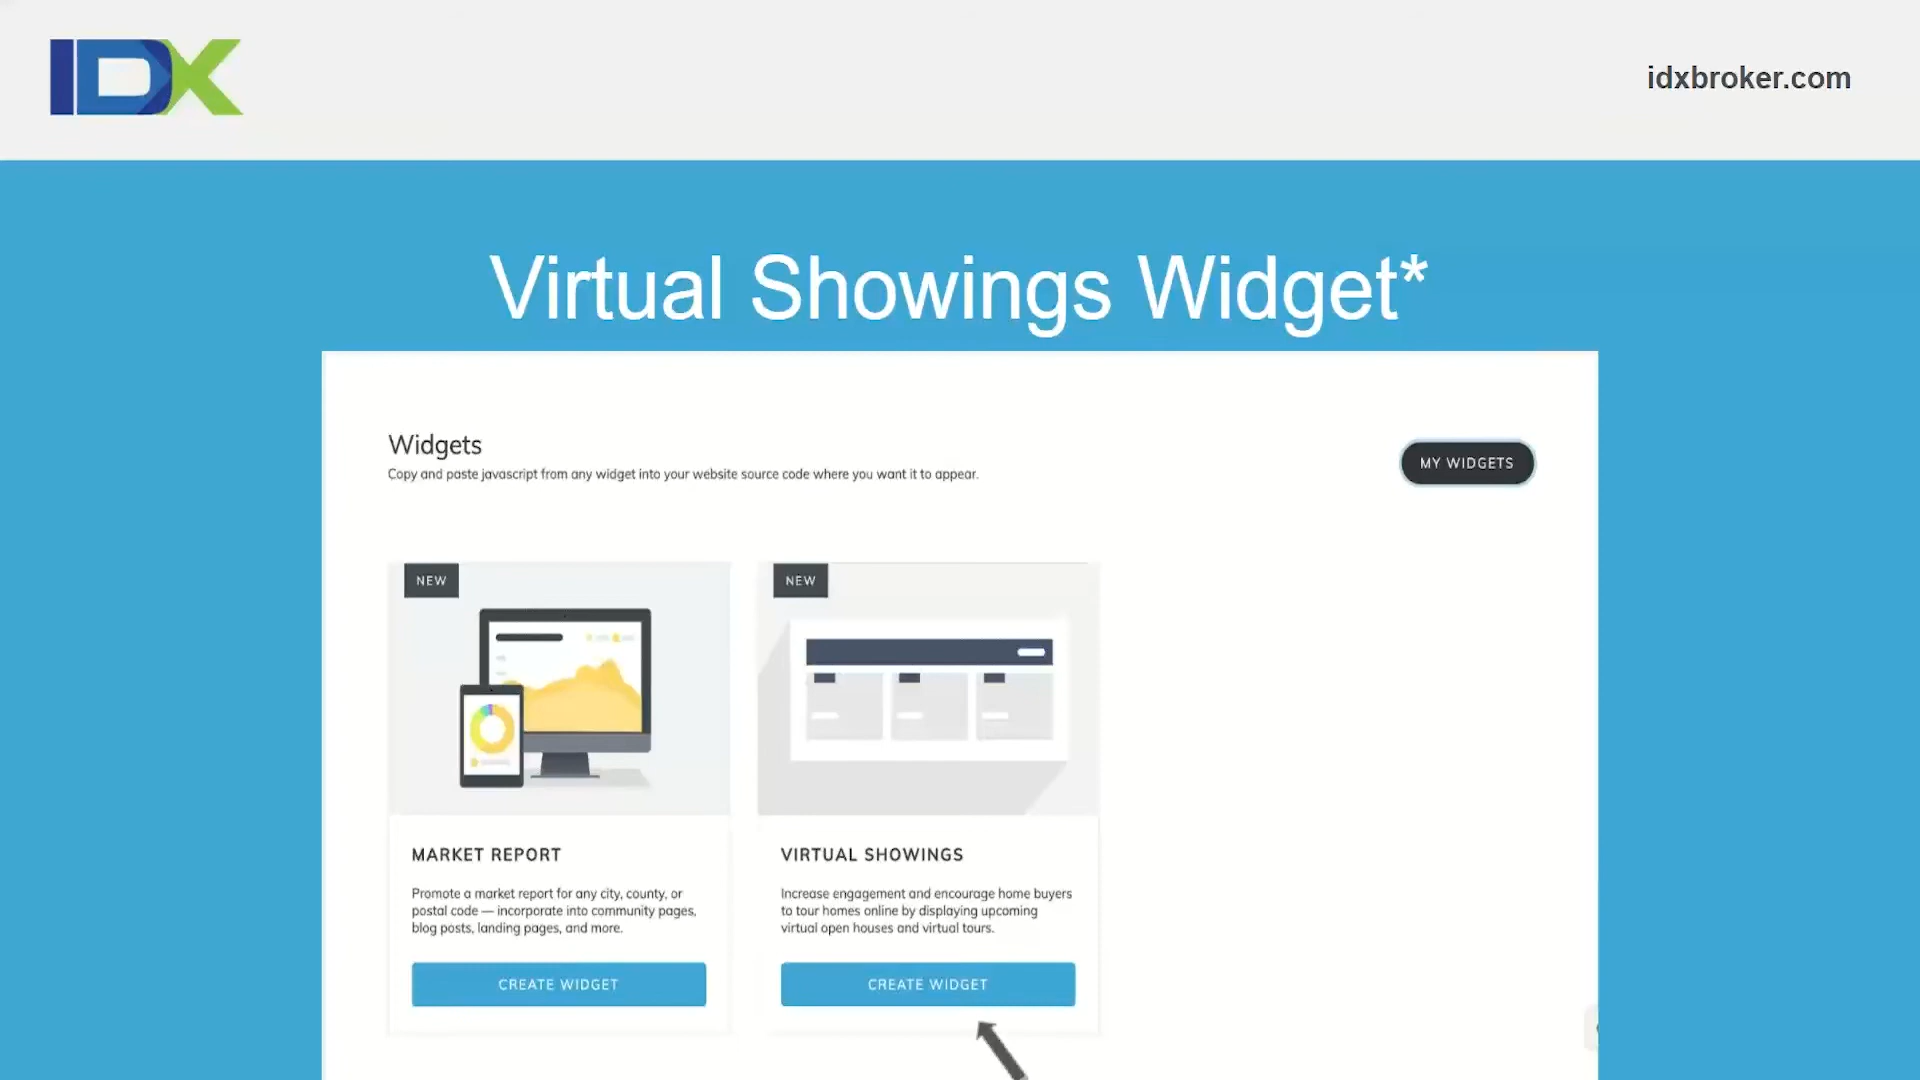 IDX
idxbroker.com
Virtual Showings Widget*
Widgets
Copy and paste javascript from any widget into your website source code where you want it to appear.
MY WIDGETS
NEW
MARKET REPORT
Promote a market report for any city, county, or
postal code — incorporate into community pages,
blog posts, landing pages, and more.
CREATE WIDGET
NEW
VIRTUAL SHOWINGS
Increase engagement and encourage home buyers
to tour homes online by displaying upcoming
virtual open houses and virtual tours.
CREATE WIDGET